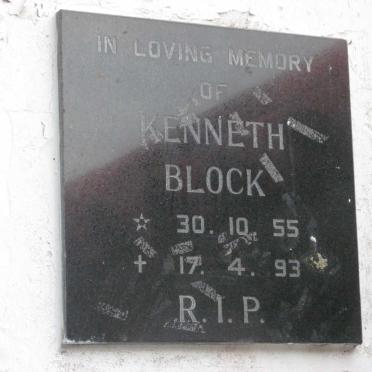 IN LOVING MEMORY
OF
KENNETH
BLOCK
☆ 30. 10. 55
✝ 17. 4. 93
R.I.P.